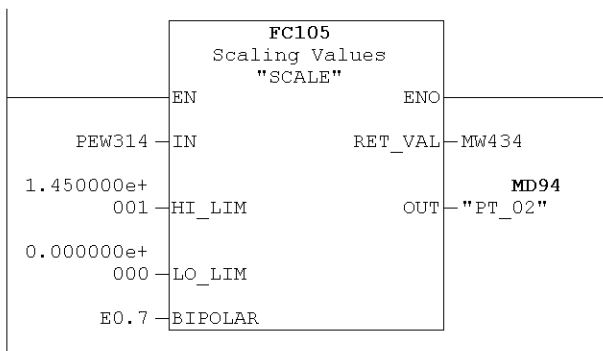 FC105
Scaling Values
"SCALE"
EN ENO
PEW314 IN RET_VAL MW434
1.450000e+ MD94
001 HI_LIM OUT "PT_02"
0.000000e+
000 LO_LIM
E0.7 BIPOLAR